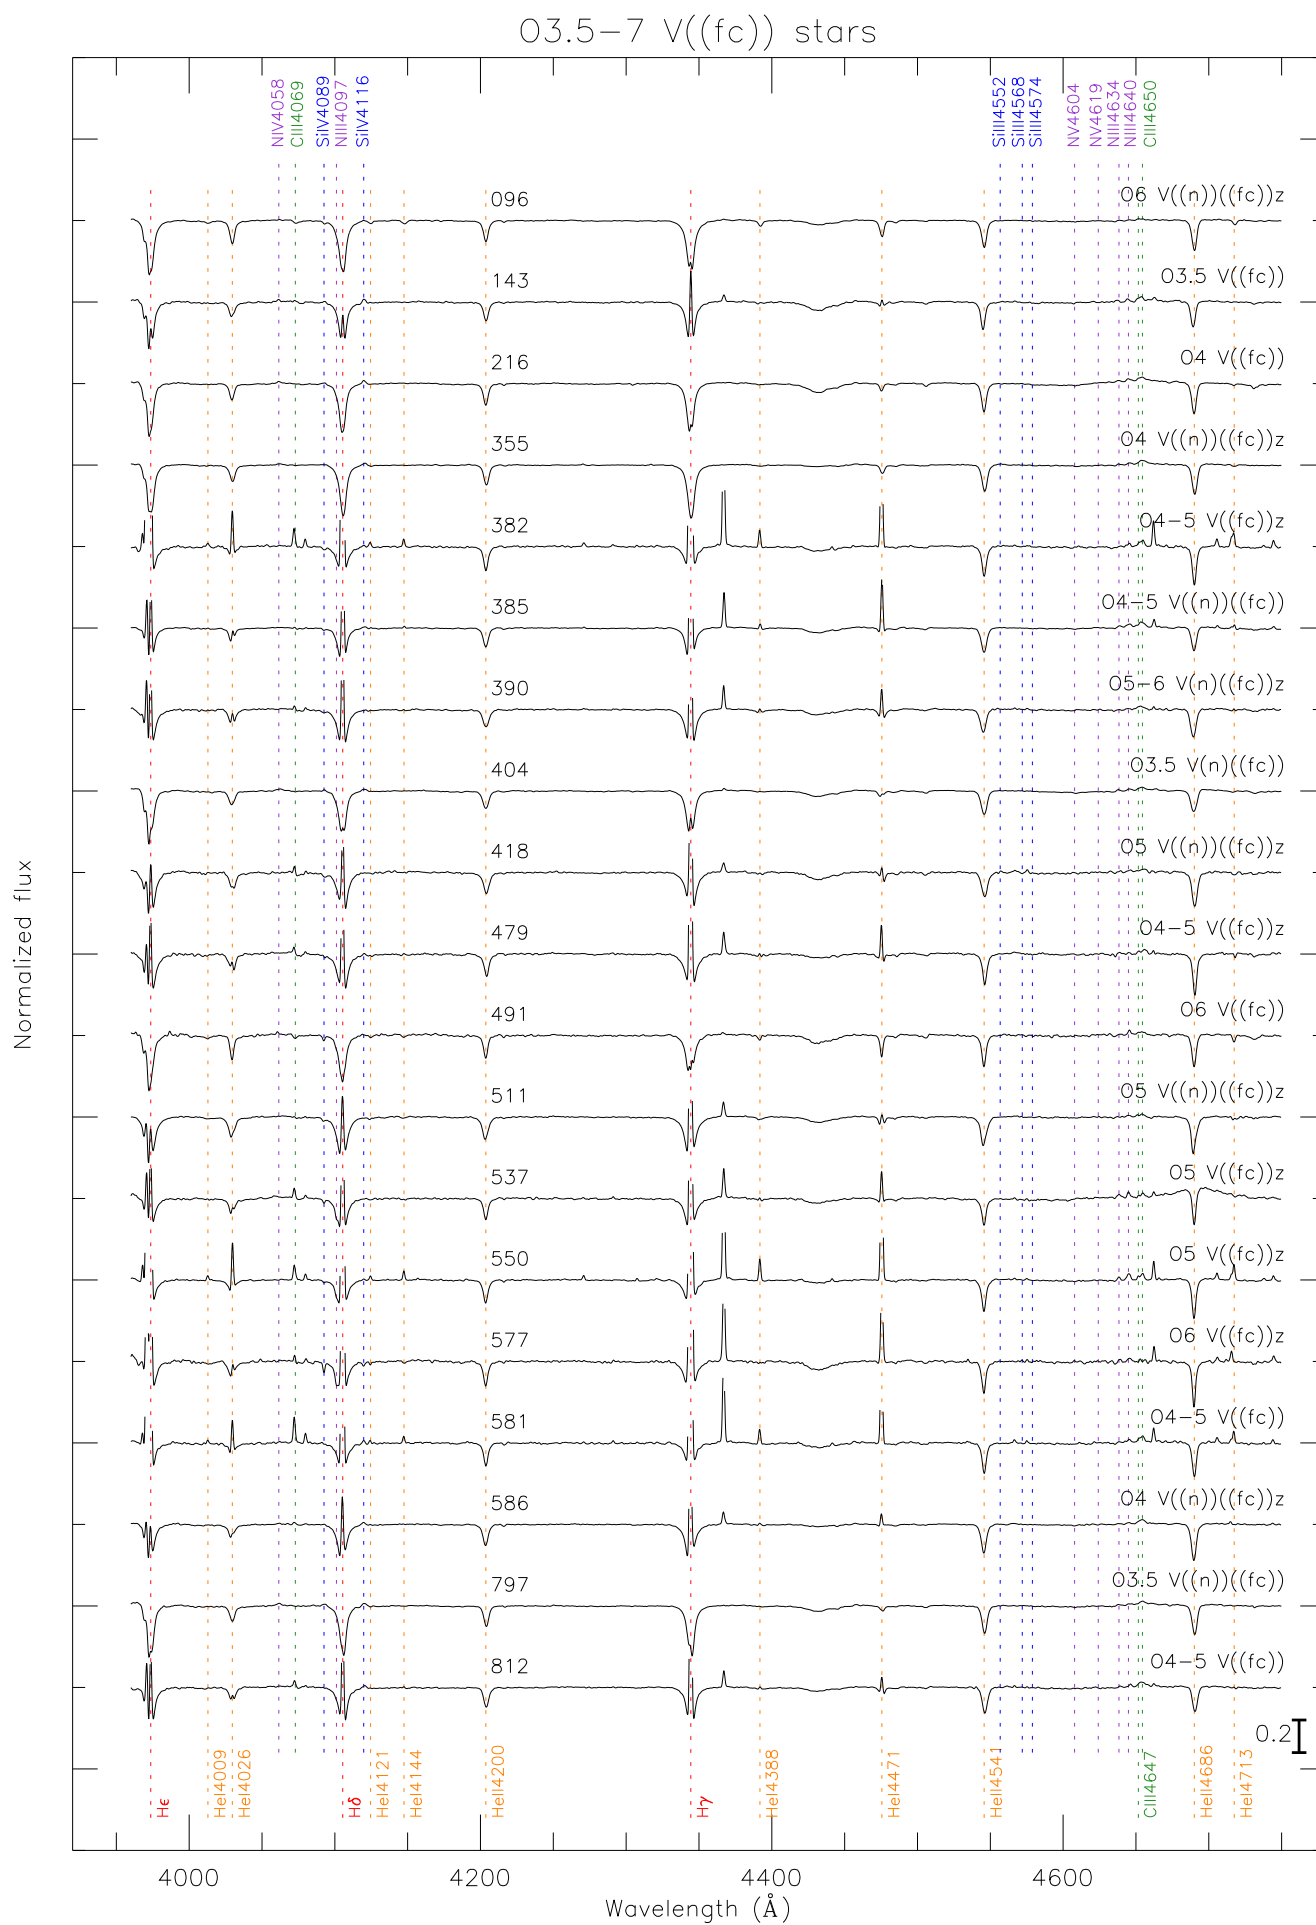 O3.5-7 V((fc)) stars
NIV4058
CIII4069
SiIV4089
NIII4097
SiIV4116
SiIII4552
SiIII4568
SiIII4574
NV4604
NV4619
NIII4634
NIII4640
CIII4650
096
O6 V((n))((fc))z
143
O3.5 V((fc))
216
O4 V((fc))
355
O4 V((n))((fc))z
382
O4-5 V((fc))z
385
O4-5 V((n))((fc))
390
O5-6 V(n)((fc))z
404
O3.5 V(n)((fc))
418
O5 V((n))((fc))z
479
O4-5 V((fc))z
491
O6 V((fc))
511
O5 V((n))((fc))z
537
O5 V((fc))z
550
O5 V((fc))z
577
O6 V((fc))z
581
O4-5 V((fc))
586
O4 V((n))((fc))z
797
O3.5 V((n))((fc))
812
O4-5 V((fc))
0.2
Hϵ
HeI4009
HeI4026
Hδ
HeI4121
HeI4144
HeII4200
Hγ
HeI4388
HeI4471
HeII4541
CIII4647
HeII4686
HeI4713
4000
4200
4400
4600
Wavelength (Å)
Normalized flux